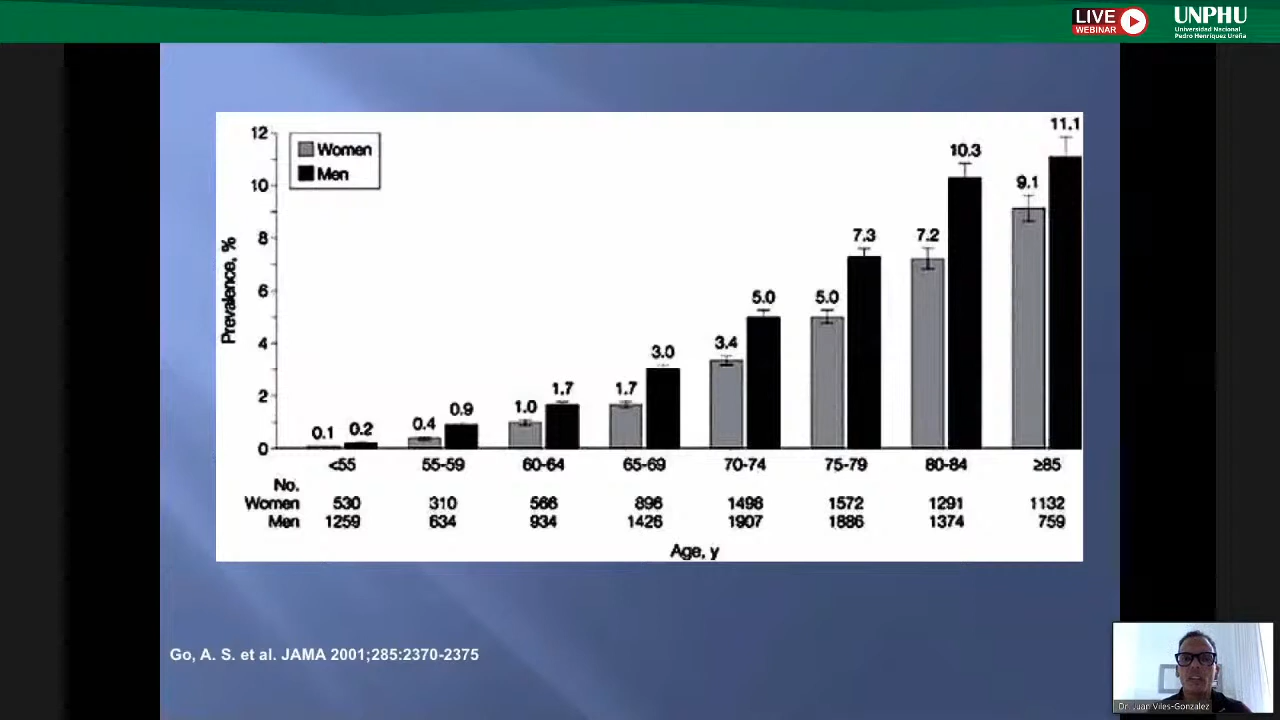 LIVE
WEBINAR
UNPHU
Universidad Nacional
Pedro Henríquez Ureña
12
10
8
6
4
2
0
Prevalence, %
Women
Men
0.1
0.2
0.4
0.9
1.0
1.7
1.7
3.0
3.4
5.0
5.0
7.3
7.2
10.3
9.1
11.1
<55 55-59 60-64 65-69 70-74 75-79 80-84 ≥85
No.
Women 530 310 566 896 1498 1572 1291 1132
Men 1259 634 934 1426 1907 1886 1374 759
Age, y
Go, A. S. et al. JAMA 2001;285:2370-2375
Dr. Juan Viles-Gonzalez